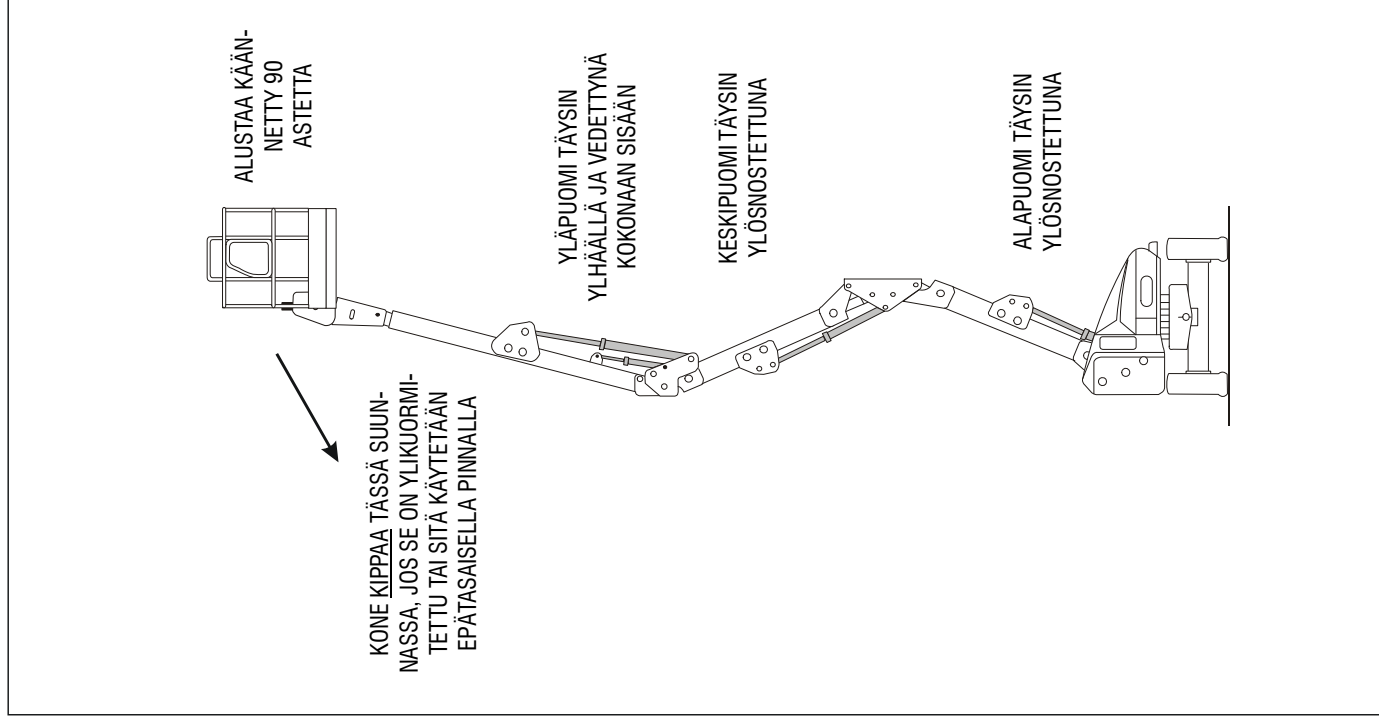 ALUSTAA KÄÄN-
NETTY 90
ASTETTA
YLÄPUOMI TÄYSIN
YLHÄÄLLÄ JA VEDETTYNÄ
KOKONAAN SISÄÄN
KESKIPUOMI TÄYSIN
YLÖSNOSTETTUNA
ALAPUOMI TÄYSIN
YLÖSNOSTETTUNA
KONE KIPPAA TÄSSÄ SUUN-
NASSA, JOS SE ON YLIKUORMI-
TETTU TAI SITÄ KÄYTETÄÄN
EPÄTASAISELLA PINNALLA